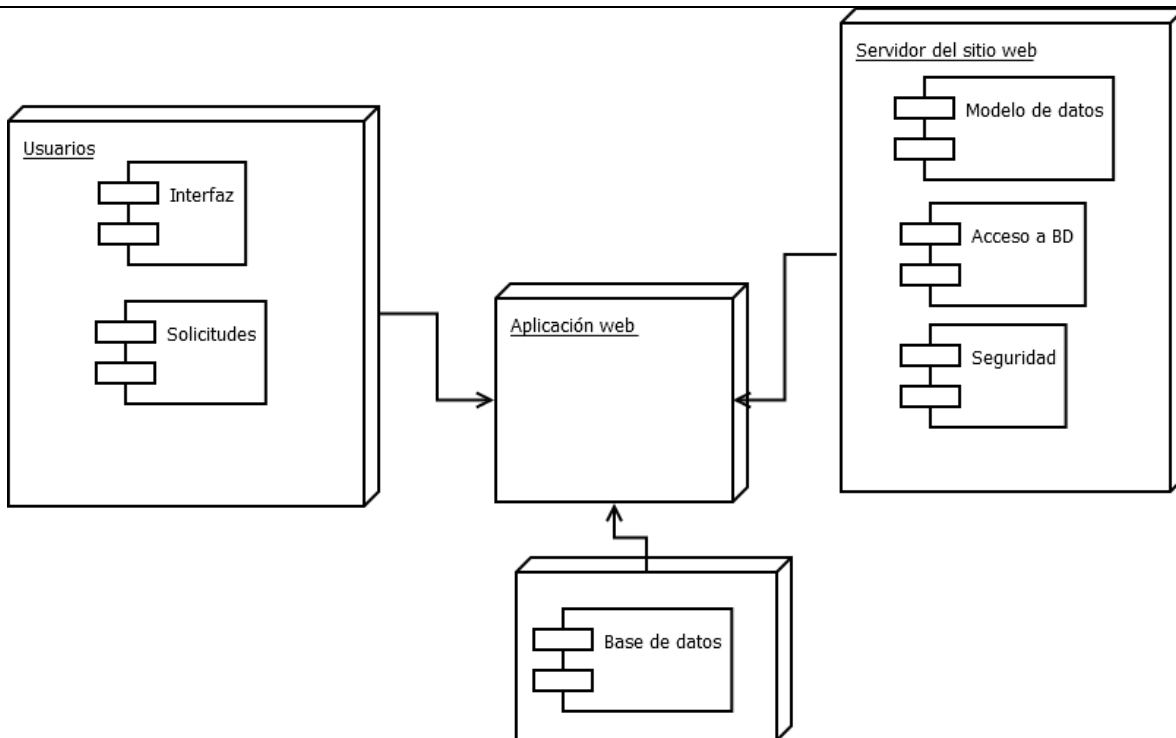 Servidor del sitio web
Modelo de datos
Acceso a BD
Seguridad
Usuarios
Interfaz
Solicitudes
Aplicación web
Base de datos